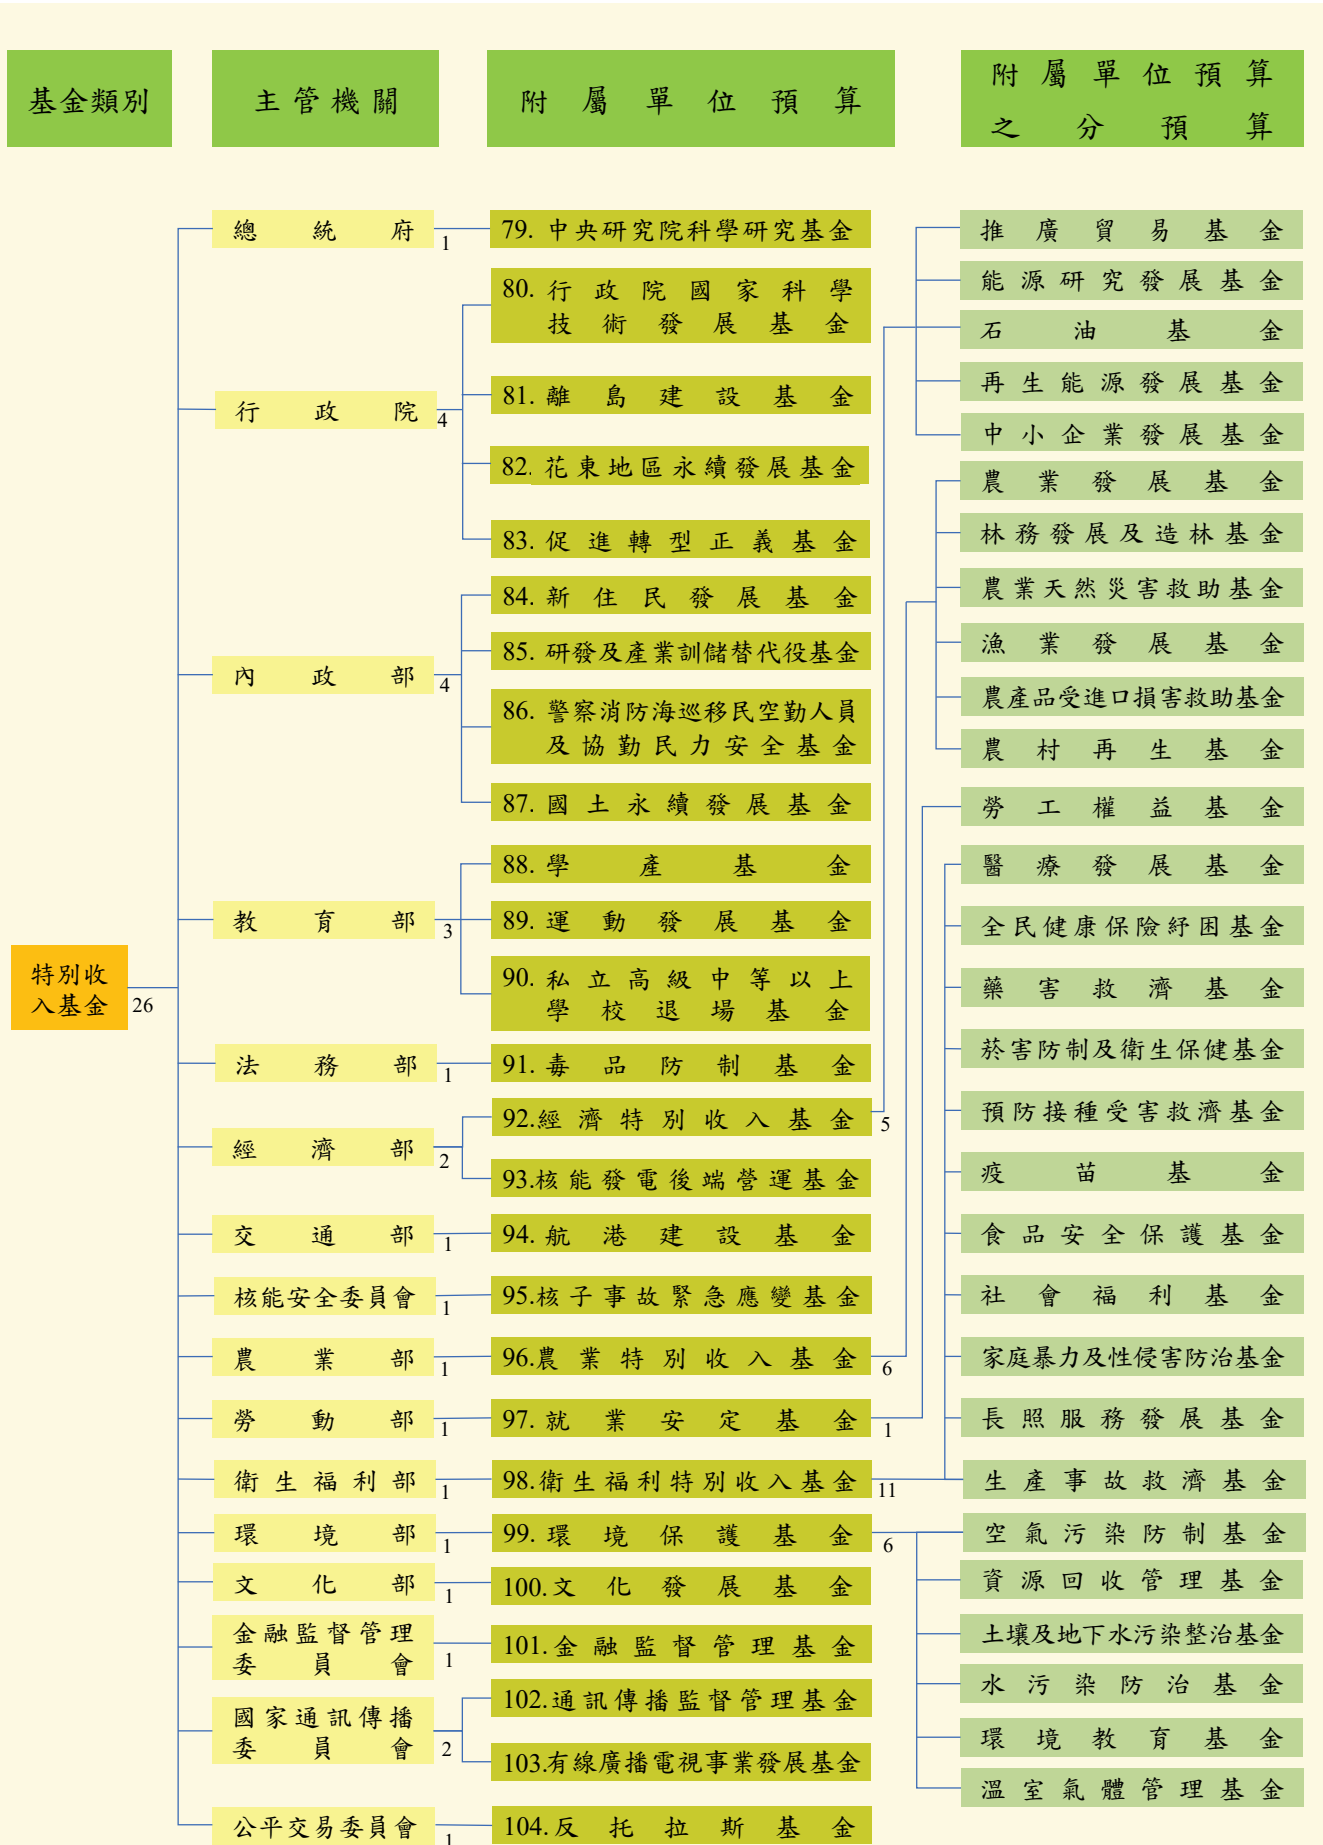 基金類別
主管機關
附屬單位預算
附屬單位預算
之分預算
特別收
入基金
26
總統府
1
79. 中央研究院科學研究基金
行政院
4
80. 行政院國家科學
技術發展基金
81. 離島建設基金
82. 花東地區永續發展基金
83. 促進轉型正義基金
內政部
4
84. 新住民發展基金
85. 研發及產業訓儲替代役基金
86. 警察消防海巡移民空勤人員
及協勤民力安全基金
87. 國土永續發展基金
教育部
3
88. 學產基金
89. 運動發展基金
90. 私立高級中等以上
學校退場基金
法務部
1
91. 毒品防制基金
經濟部
2
92.經濟特別收入基金
5
93.核能發電後端營運基金
交通部
1
94. 航港建設基金
核能安全委員會
1
95.核子事故緊急應變基金
農業部
1
96.農業特別收入基金
6
勞動部
1
97. 就業安定基金
1
衛生福利部
1
98.衛生福利特別收入基金
11
環境部
1
99. 環境保護基金
6
文化部
1
100.文化發展基金
金融監督管理
委員會
1
101.金融監督管理基金
國家通訊傳播
委員會
2
102.通訊傳播監督管理基金
103.有線廣播電視事業發展基金
公平交易委員會
1
104.反托拉斯基金
推廣貿易基金
能源研究發展基金
石油基金
再生能源發展基金
中小企業發展基金
農業發展基金
林務發展及造林基金
農業天然災害救助基金
漁業發展基金
農產品受進口損害救助基金
農村再生基金
勞工權益基金
醫療發展基金
全民健康保險紓困基金
藥害救濟基金
菸害防制及衛生保健基金
預防接種受害救濟基金
疫苗基金
食品安全保護基金
社會福利基金
家庭暴力及性侵害防治基金
長照服務發展基金
生產事故救濟基金
空氣污染防制基金
資源回收管理基金
土壤及地下水污染整治基金
水污染防治基金
環境教育基金
溫室氣體管理基金